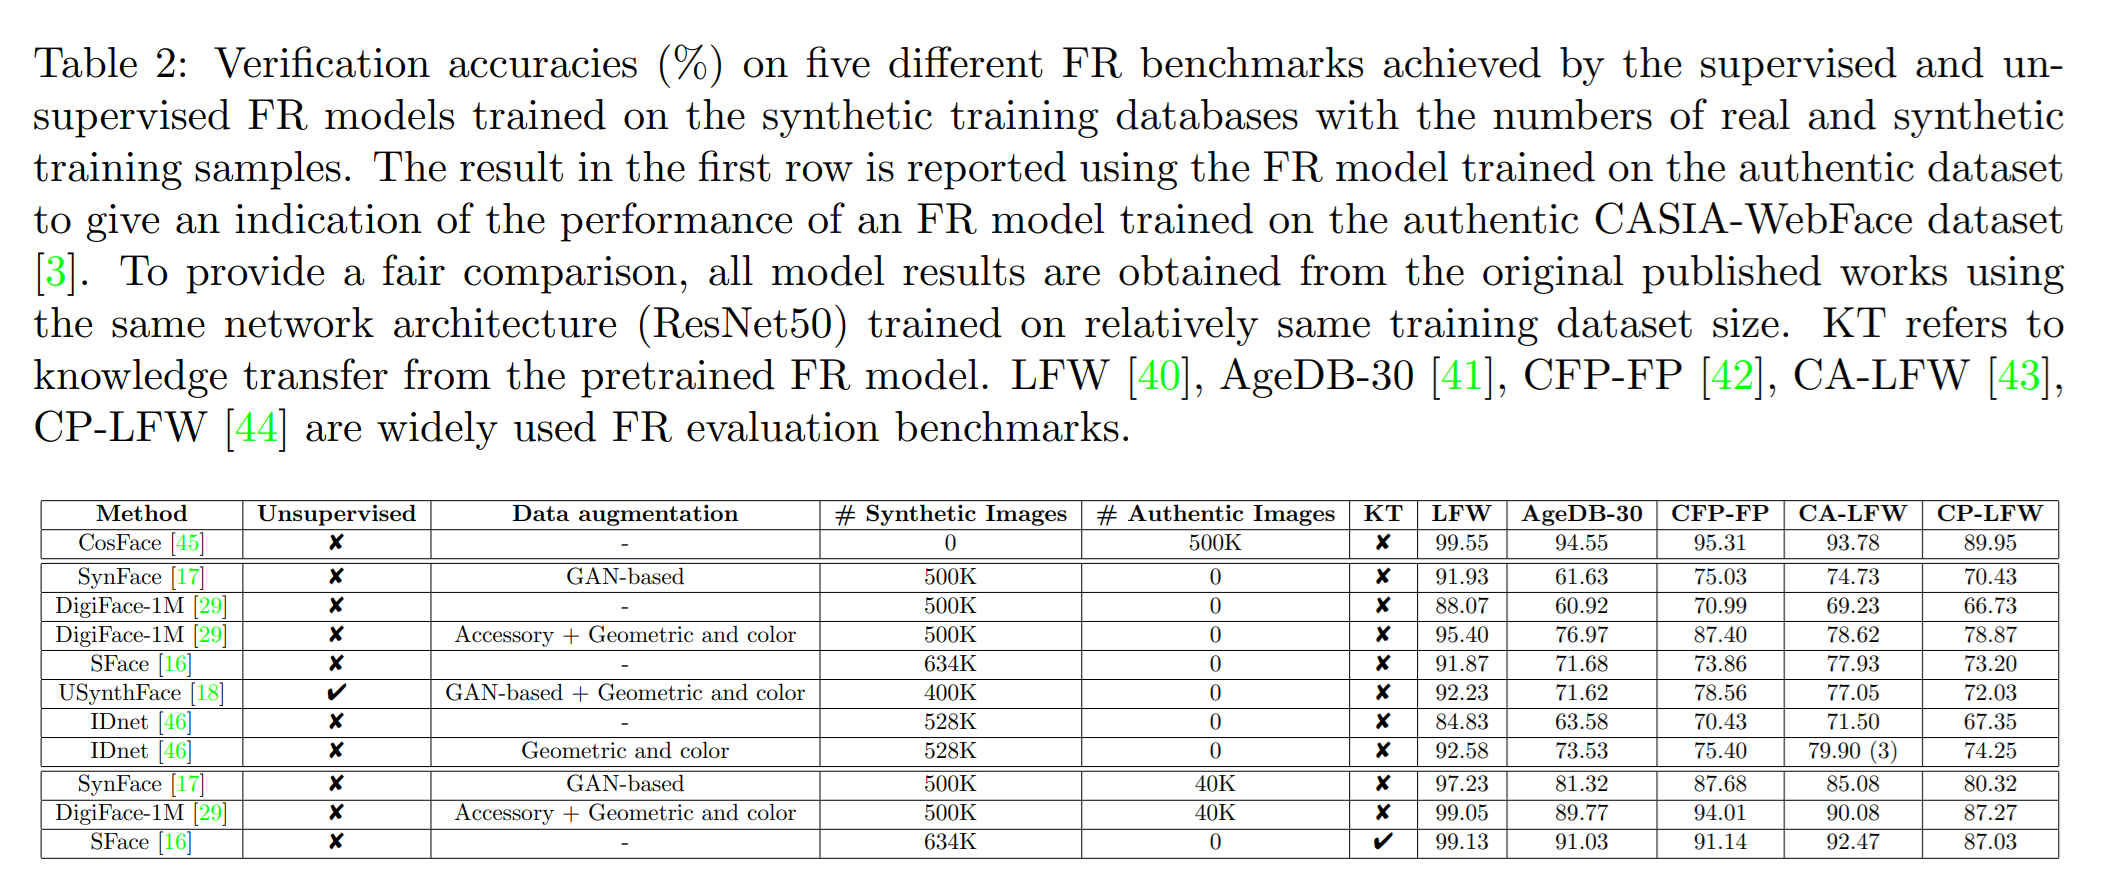 Table 2: Verification accuracies (%) on five different FR benchmarks achieved by the supervised and un-
supervised FR models trained on the synthetic training databases with the numbers of real and synthetic
training samples. The result in the first row is reported using the FR model trained on the authentic dataset
to give an indication of the performance of an FR model trained on the authentic CASIA-WebFace dataset
[3]. To provide a fair comparison, all model results are obtained from the original published works using
the same network architecture (ResNet50) trained on relatively same training dataset size. KT refers to
knowledge transfer from the pretrained FR model. LFW [40], AgeDB-30 [41], CFP-FP [42], CA-LFW [43],
CP-LFW [44] are widely used FR evaluation benchmarks.
Method Unsupervised Data augmentation # Synthetic Images # Authentic Images KT LFW AgeDB-30 CFP-FP CA-LFW CP-LFW
CosFace [45] ✘ - 0 500K ✘ 99.55 94.55 95.31 93.78 89.95
SynFace [17] ✘ GAN-based 500K 0 ✘ 91.93 61.63 75.03 74.73 70.43
DigiFace-1M [29] ✘ - 500K 0 ✘ 88.07 60.92 70.99 69.23 66.73
DigiFace-1M [29] ✘ Accessory + Geometric and color 500K 0 ✘ 95.40 76.97 87.40 78.62 78.87
SFace [16] ✘ - 634K 0 ✘ 91.87 71.68 73.86 77.93 73.20
USynthFace [18] ✔ GAN-based + Geometric and color 400K 0 ✘ 92.23 71.62 78.56 77.05 72.03
IDnet [46] ✘ - 528K 0 ✘ 84.83 63.58 70.43 71.50 67.35
IDnet [46] ✘ Geometric and color 528K 0 ✘ 92.58 73.53 75.40 79.90 (3) 74.25
SynFace [17] ✘ GAN-based 500K 40K ✘ 97.23 81.32 87.68 85.08 80.32
DigiFace-1M [29] ✘ Accessory + Geometric and color 500K 40K ✘ 99.05 89.77 94.01 90.08 87.27
SFace [16] ✘ - 634K 0 ✔ 99.13 91.03 91.14 92.47 87.03